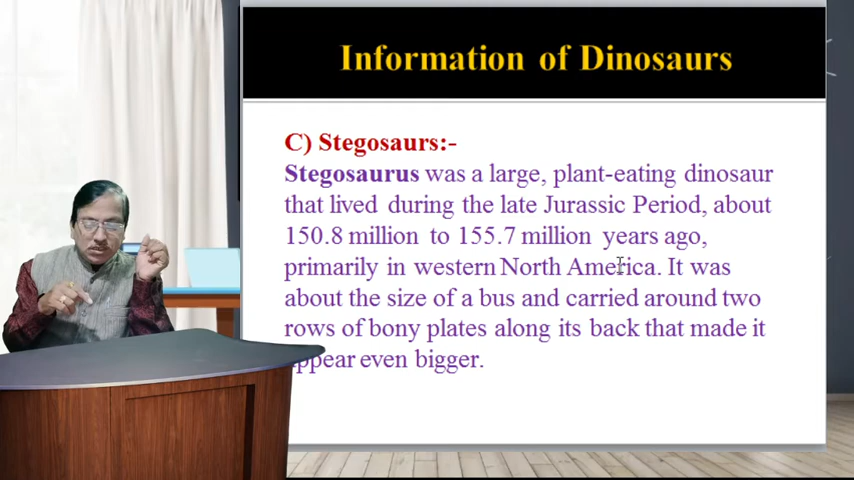 Information of Dinosaurs
C) Stegosaurs:-
Stegosaurus was a large, plant-eating dinosaur
that lived during the late Jurassic Period, about
150.8 million to 155.7 million years ago,
primarily in western North America. It was
about the size of a bus and carried around two
rows of bony plates along its back that made it
appear even bigger.